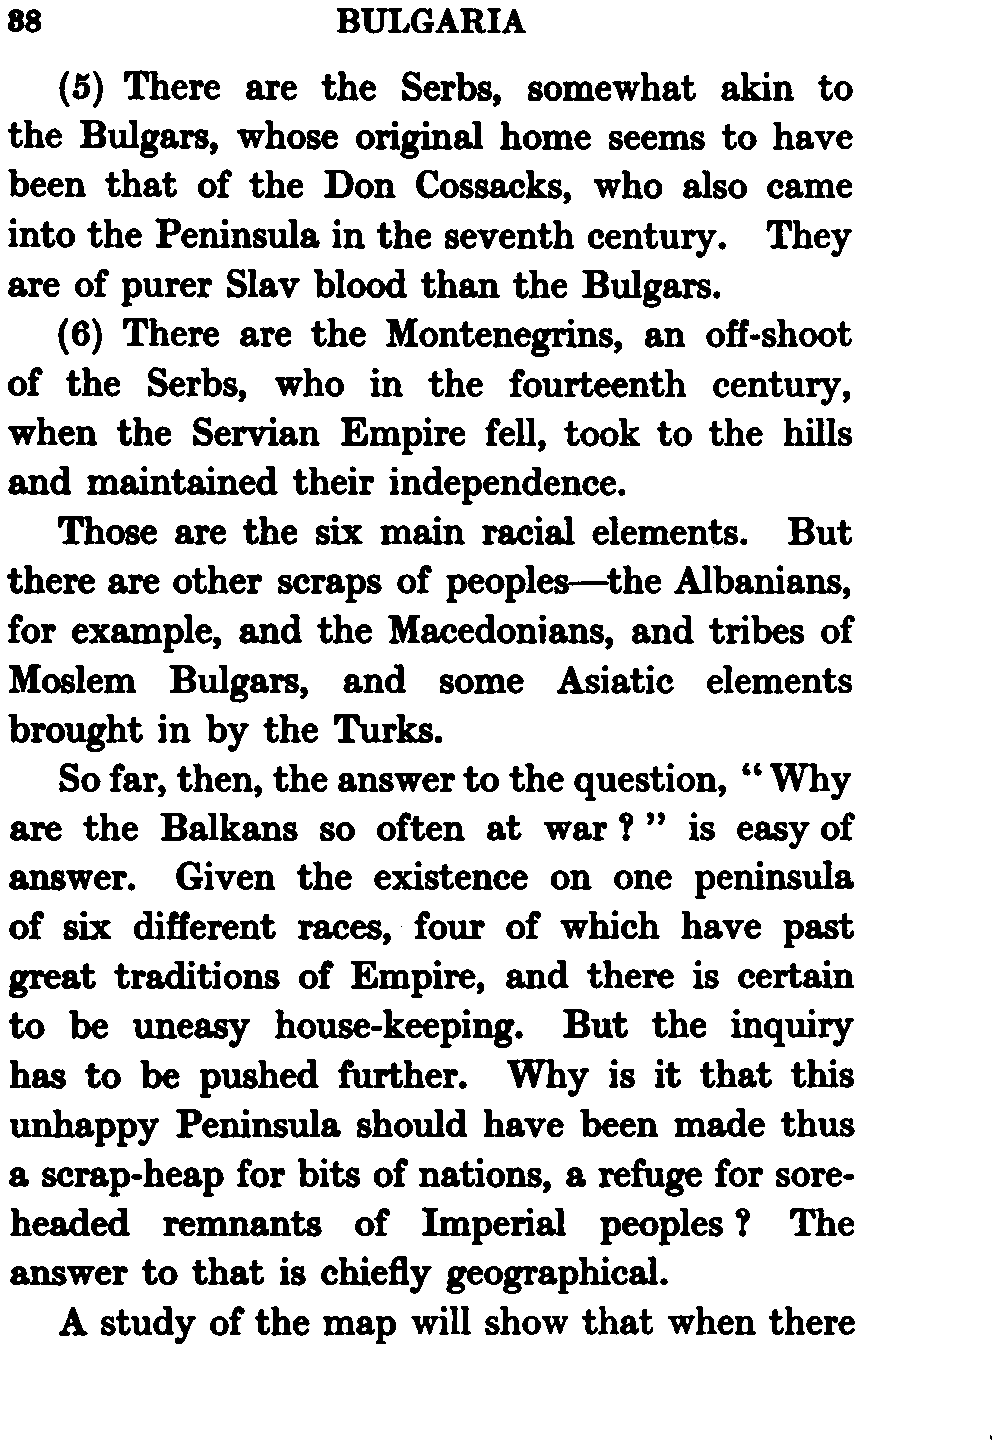 88 BULGARIA
(5) There are the Serbs, somewhat akin to
the Bulgars, whose original home seems to have
been that of the Don Cossacks, who also came
into the Peninsula in the seventh century. They
are of purer Slav blood than the Bulgars.
(6) There are the Montenegrins, an off-shoot
of the Serbs, who in the fourteenth century,
when the Servian Empire fell, took to the hills
and maintained their independence.
Those are the six main racial elements. But
there are other scraps of peoples—the Albanians,
for example, and the Macedonians, and tribes of
Moslem Bulgars, and some Asiatic elements
brought in by the Turks.
So far, then, the answer to the question, “ Why
are the Balkans so often at war ? ” is easy of
answer. Given the existence on one peninsula
of six different races, four of which have past
great traditions of Empire, and there is certain
to be uneasy house-keeping. But the inquiry
has to be pushed further. Why is it that this
unhappy Peninsula should have been made thus
a scrap-heap for bits of nations, a refuge for sore-
headed remnants of Imperial peoples ? The
answer to that is chiefly geographical.
A study of the map will show that when there